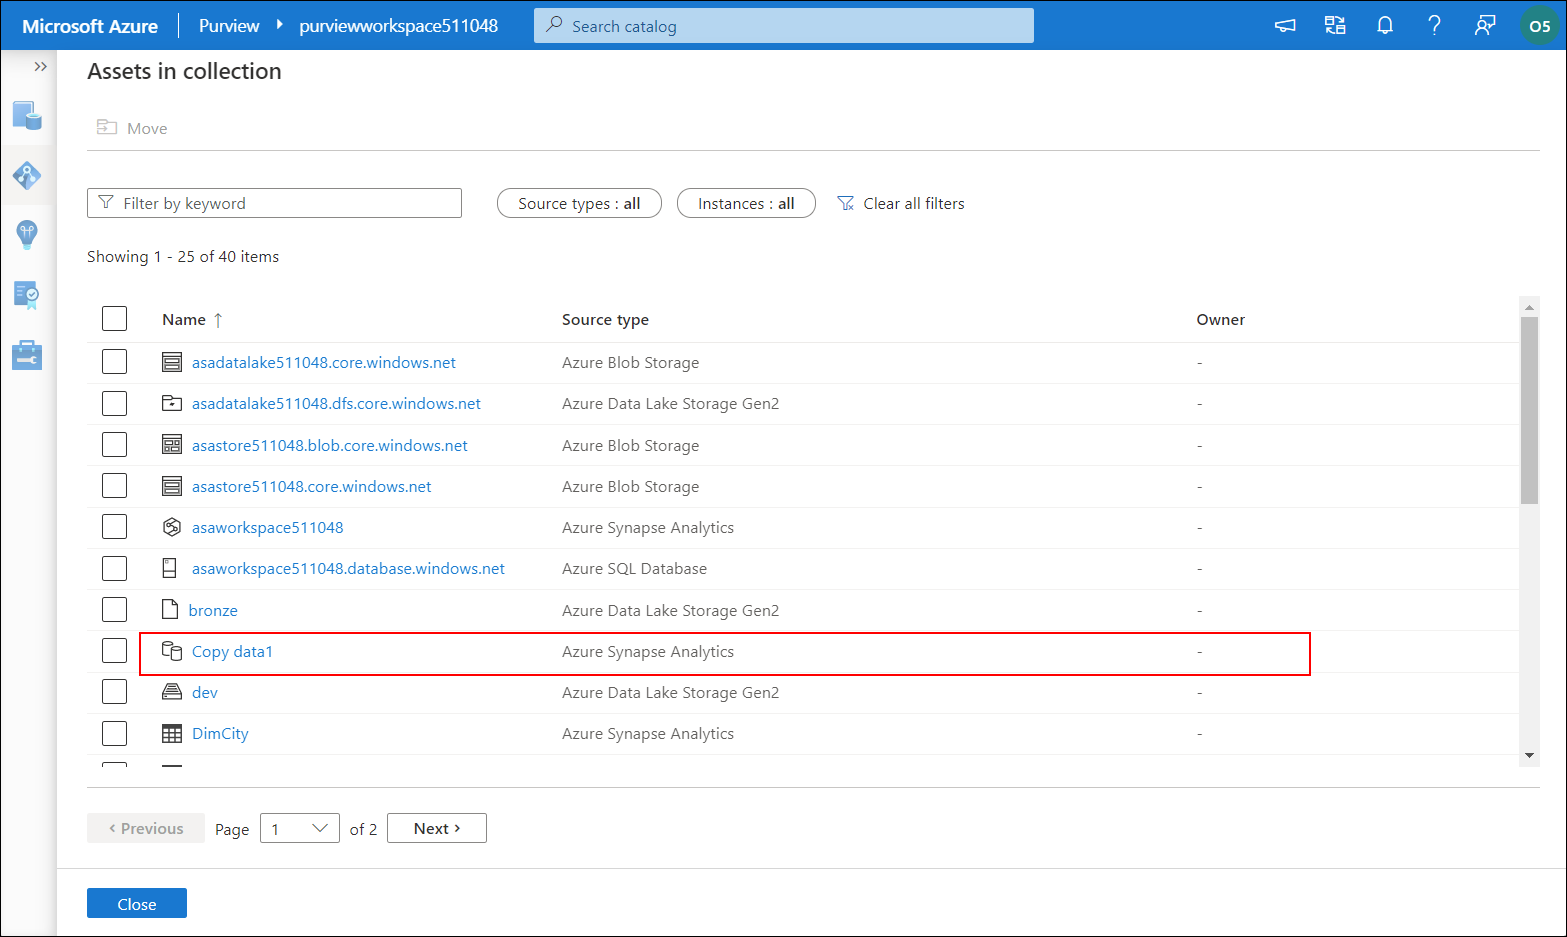 Microsoft Azure Purview purviewworkspace511048 Search catalog O5
Assets in collection
Move
Filter by keyword Source types : all Instances : all Clear all filters
Showing 1 - 25 of 40 items
Name ↑ Source type Owner
asadatalake511048.core.windows.net Azure Blob Storage -
asadatalake511048.dfs.core.windows.net Azure Data Lake Storage Gen2 -
asastore511048.blob.core.windows.net Azure Blob Storage -
asastore511048.core.windows.net Azure Blob Storage -
asaworkspace511048 Azure Synapse Analytics -
asaworkspace511048.database.windows.net Azure SQL Database -
bronze Azure Data Lake Storage Gen2 -
Copy data1 Azure Synapse Analytics -
dev Azure Data Lake Storage Gen2 -
DimCity Azure Synapse Analytics -
< Previous Page 1 of 2 Next >
Close